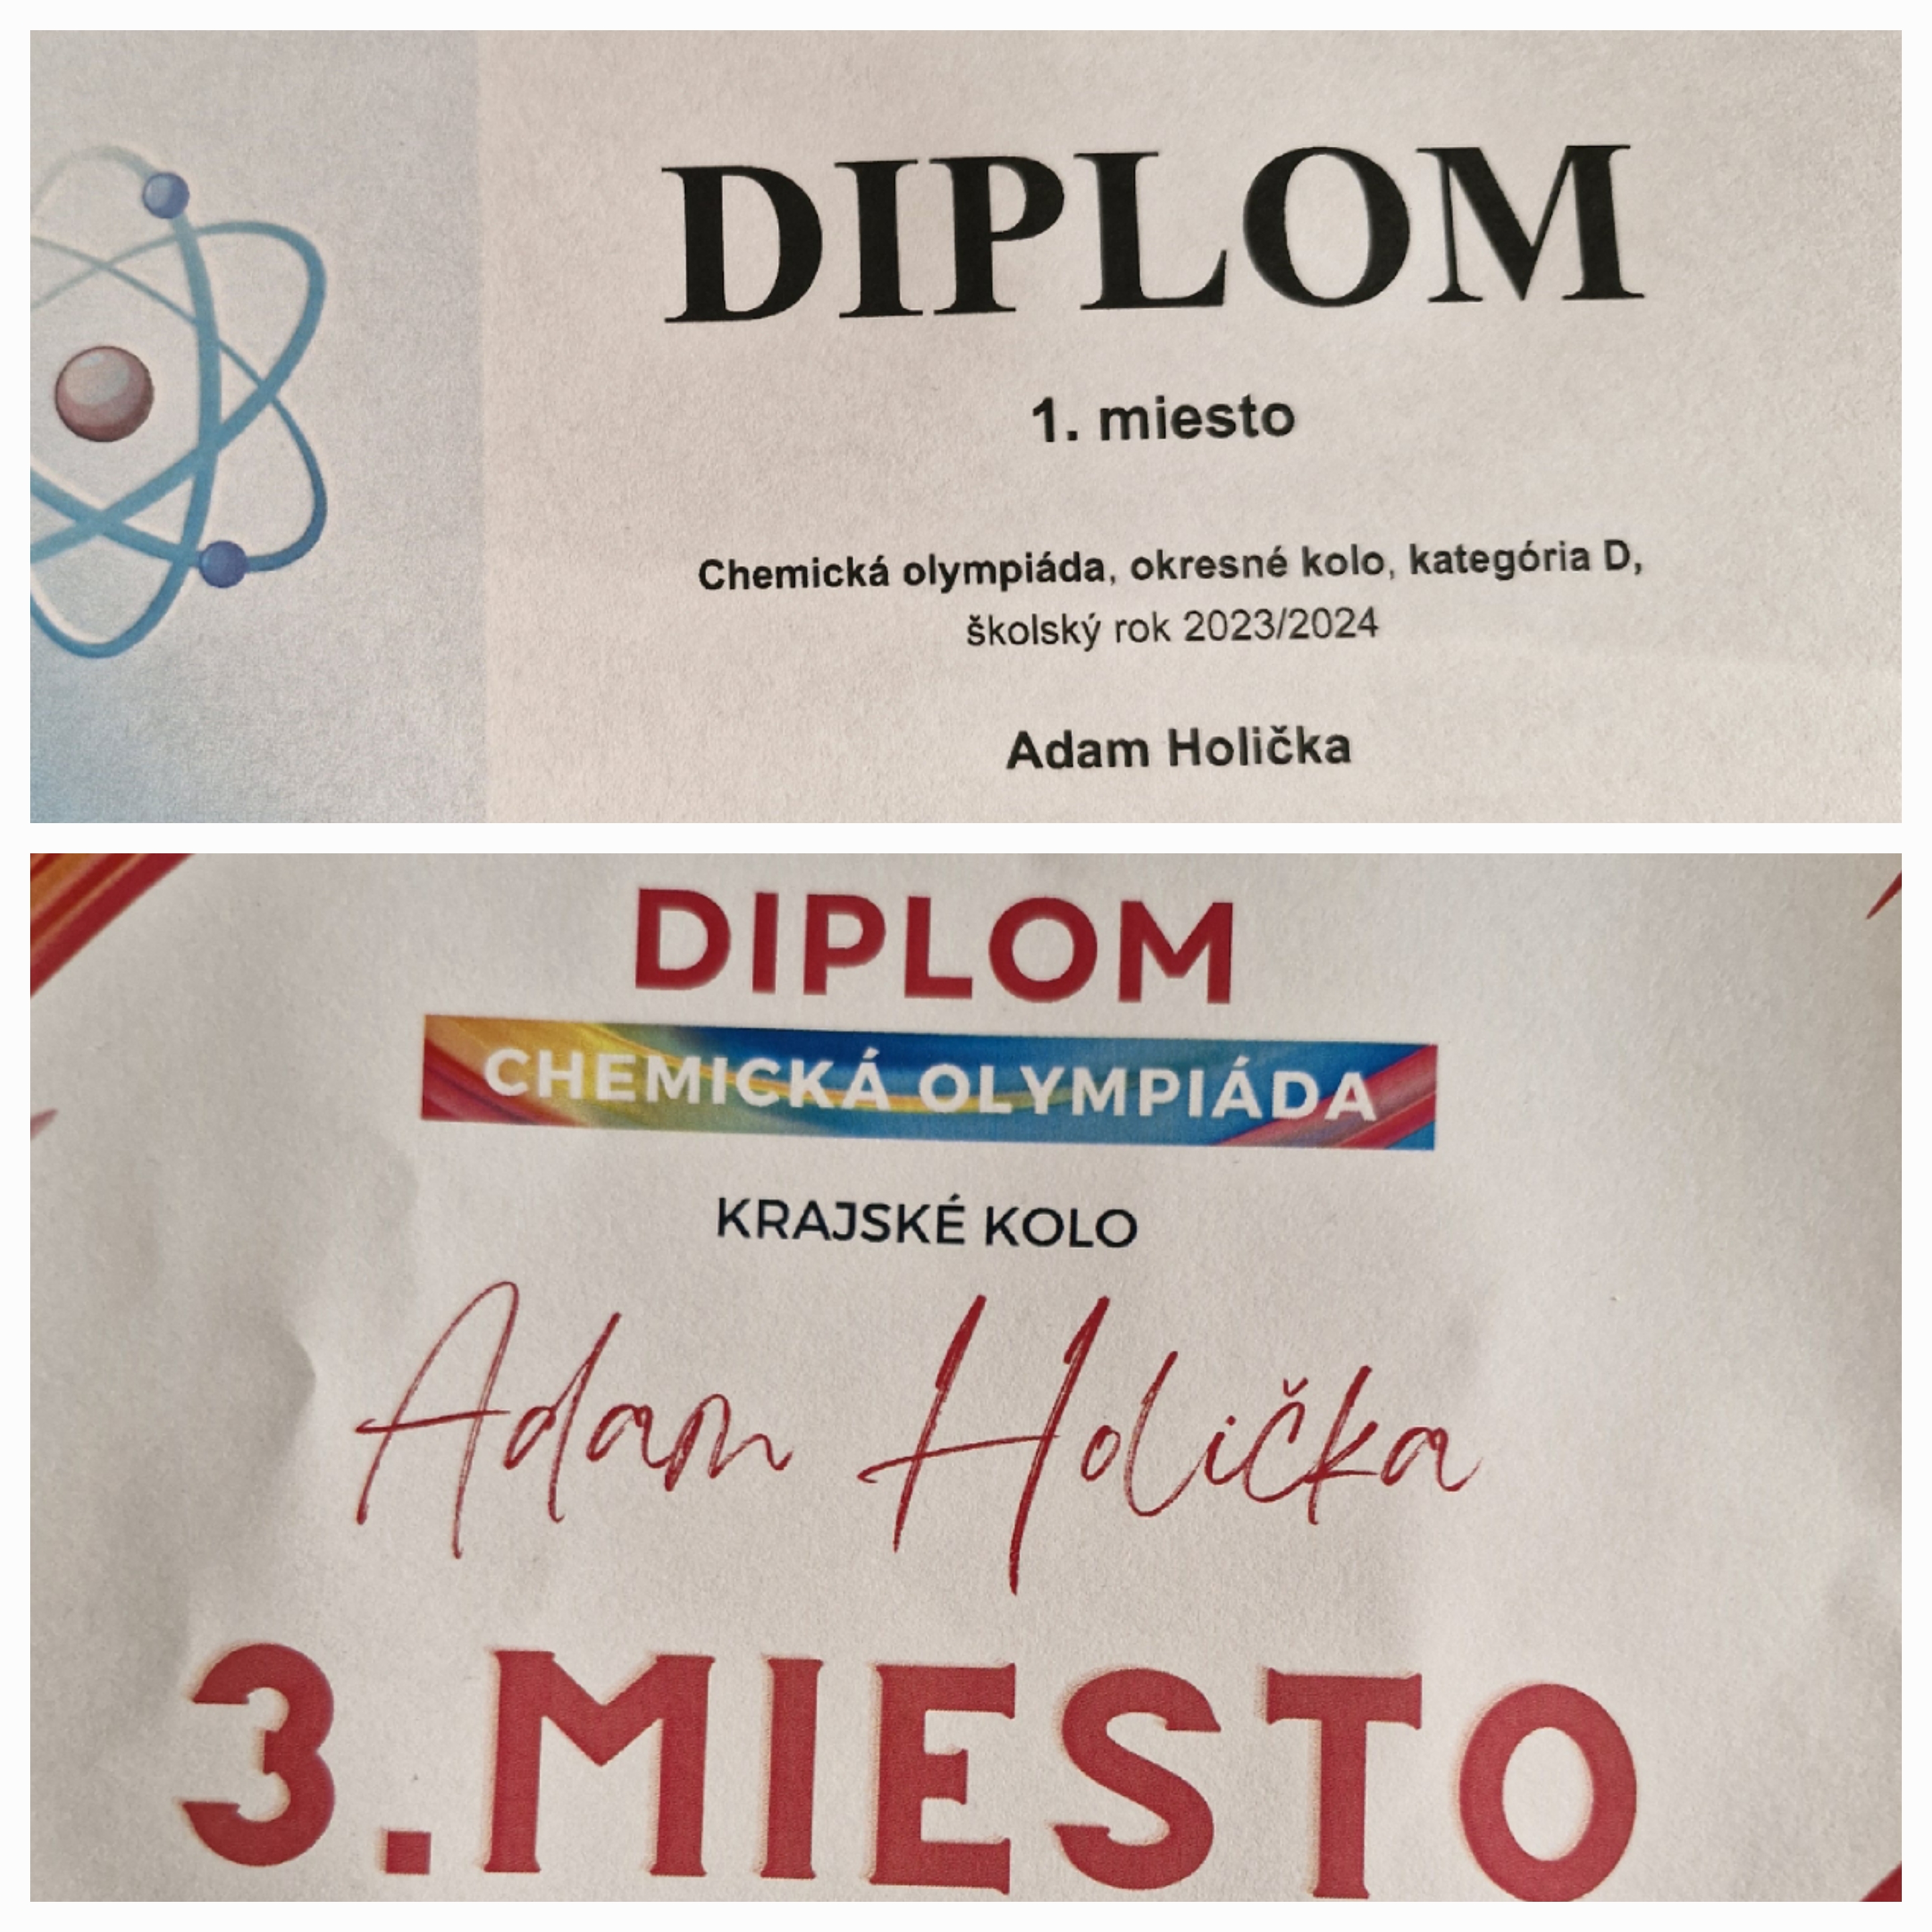 DIPLOM
1. miesto
Chemická olympiáda, okresné kolo, kategória D,
školský rok 2023/2024
Adam Holička
DIPLOM
CHEMICKÁ OLYMPIÁDA
KRAJSKÉ KOLO
Adam Holička
3. MIESTO